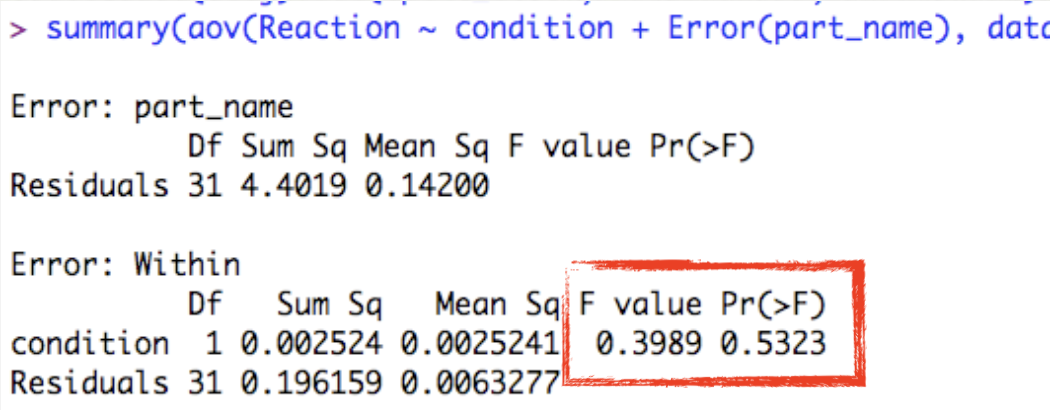 > summary(aov(Reaction ~ condition + Error(part_name), data
Error: part_name
Df Sum Sq Mean Sq F value Pr(>F)
Residuals 31 4.4019 0.14200
Error: Within
Df Sum Sq Mean Sq F value Pr(>F)
condition 1 0.002524 0.0025241 0.3989 0.5323
Residuals 31 0.196159 0.0063277